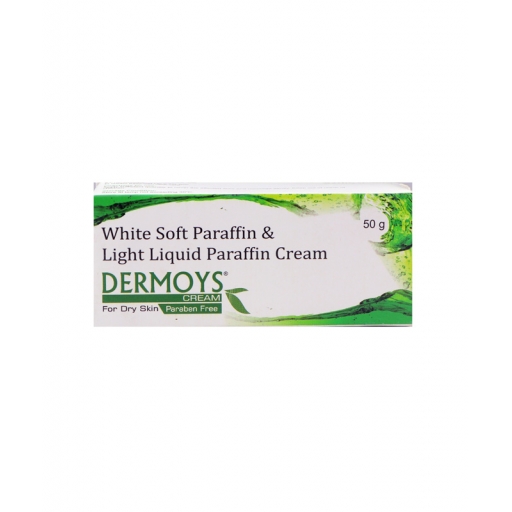 White Soft Paraffin &
Light Liquid Paraffin Cream
50 g
DERMOYS®
CREAM
For Dry Skin Paraben Free